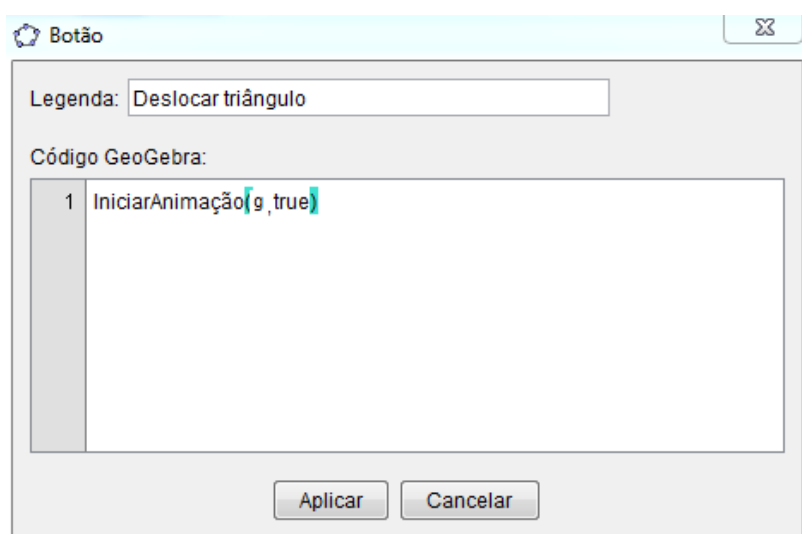 Botão
Legenda: Deslocar triângulo
Código GeoGebra:
1 IniciarAnimação(g,true)
Aplicar Cancelar